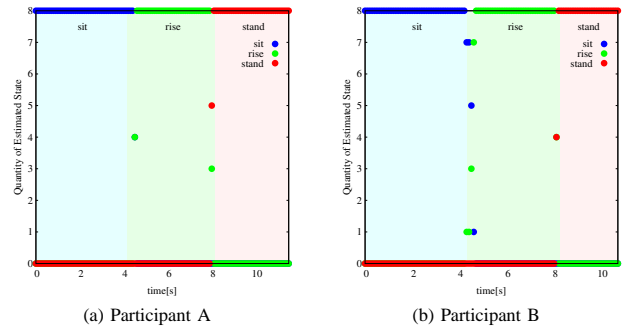 8
7
6
5
4
3
2
1
0
Quantity of Estimated State
sit
rise
stand
sit
rise
stand
0 2 4 6 8 10
time[s]
(a) Participant A
8
7
6
5
4
3
2
1
0
Quantity of Estimated State
sit
rise
stand
sit
rise
stand
0 2 4 6 8 10
time[s]
(b) Participant B